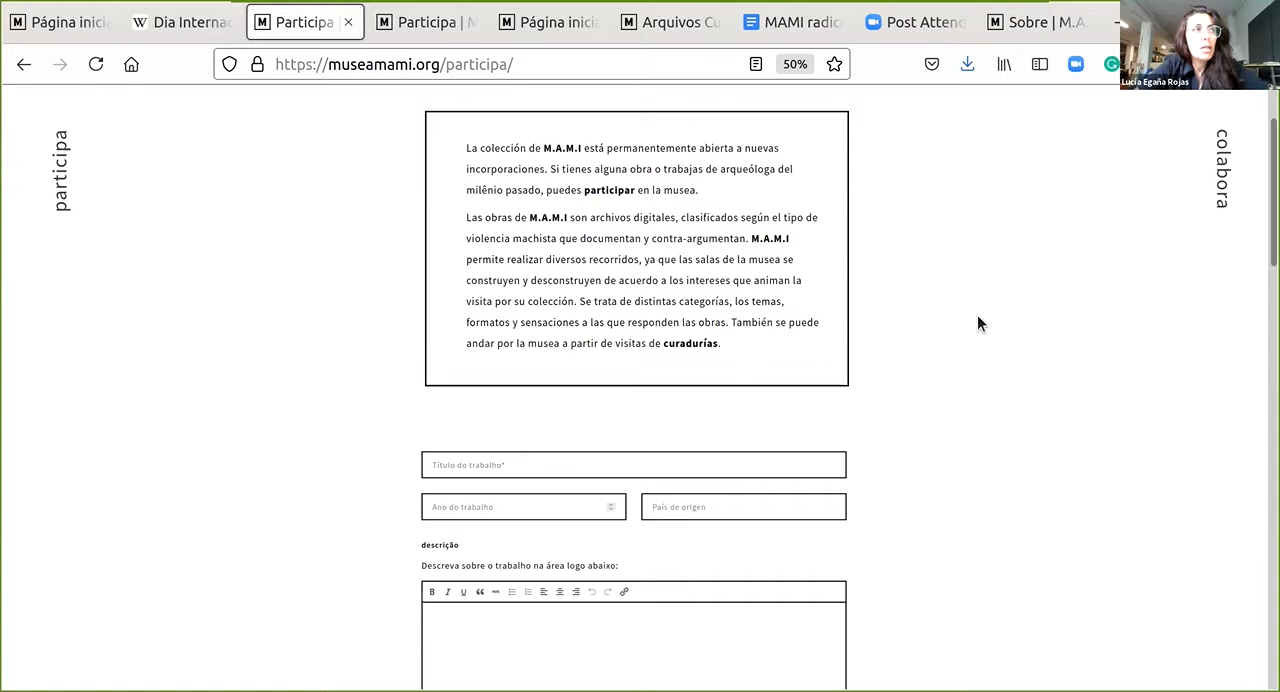 Página inici
Dia Interna
Participa
Participa | M
Página inici
Arquivos Cu
MAMI radic
Post Attend
Sobre | M.A
https://museamami.org/participa/
50%
Lucía Egaña Rojas
participa
colabora
La colección de M.A.M.I está permanentemente abierta a nuevas
incorporaciones. Si tienes alguna obra o trabajas de arqueóloga del
milênio pasado, puedes participar en la musea.
Las obras de M.A.M.I son archivos digitales, clasificados según el tipo de
violencia machista que documentan y contra-argumentan. M.A.M.I
permite realizar diversos recorridos, ya que las salas de la musea se
construyen y desconstruyen de acuerdo a los intereses que animan la
visita por su colección. Se trata de distintas categorías, los temas,
formatos y sensaciones a las que responden las obras. También se puede
andar por la musea a partir de visitas de curadurías.
Título do trabalho*
Ano do trabalho
País de origen
descrição
Descreva sobre o trabalho na área logo abaixo: